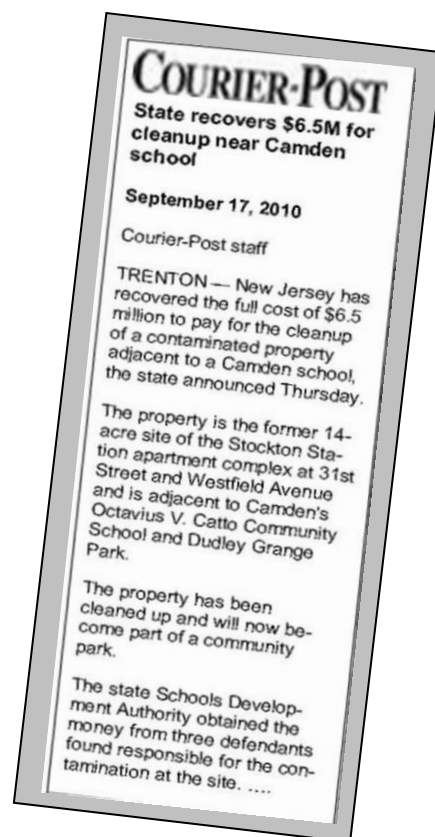 COURIER-POST
State recovers $6.5M for
cleanup near Camden
school
September 17, 2010
Courier-Post staff
TRENTON — New Jersey has
recovered the full cost of $6.5
million to pay for the cleanup
of a contaminated property
adjacent to a Camden school,
the state announced Thursday.
The property is the former 14-
acre site of the Stockton Sta-
tion apartment complex at 31st
Street and Westfield Avenue
and is adjacent to Camden's
Octavius V. Catto Community
School and Dudley Grange
Park.
The property has been
cleaned up and will now be-
come part of a community
park.
The state Schools Develop-
ment Authority obtained the
money from three defendants
found responsible for the con-
tamination at the site. ....